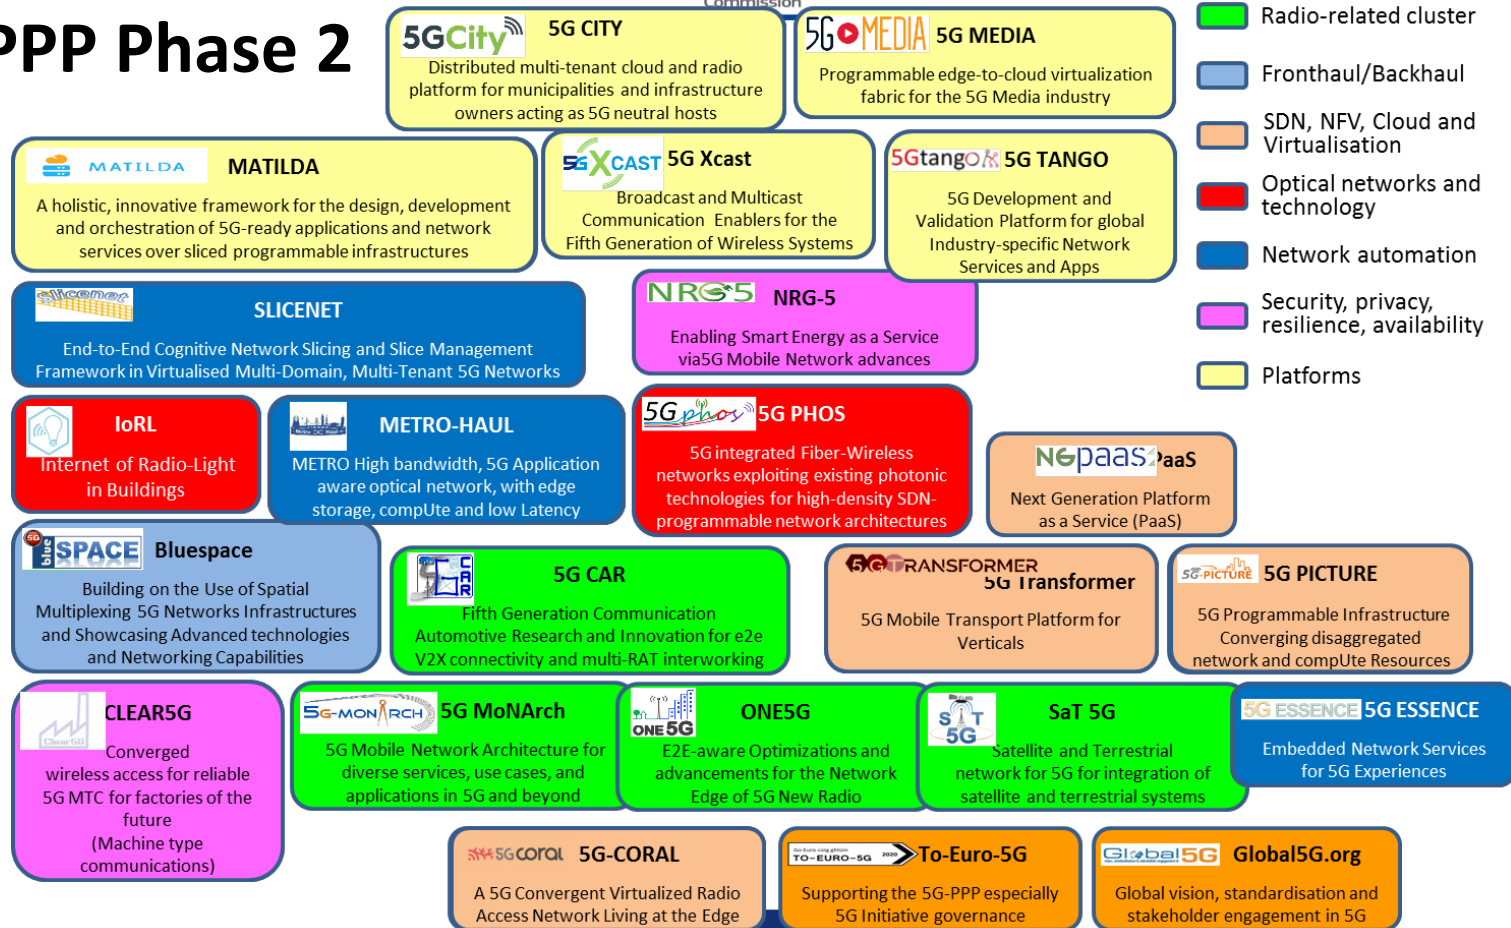 Commission
PPP Phase 2
5GCity
5G CITY
Distributed multi-tenant cloud and radio
platform for municipalities and infrastructure
owners acting as 5G neutral hosts
5G MEDIA
5G MEDIA
Programmable edge-to-cloud virtualization
fabric for the 5G Media industry
Radio-related cluster
Fronthaul/Backhaul
SDN, NFV, Cloud and
Virtualisation
Optical networks and
technology
Network automation
Security, privacy,
resilience, availability
Platforms
MATILDA
MATILDA
A holistic, innovative framework for the design, development
and orchestration of 5G-ready applications and network
services over sliced programmable infrastructures
5G XCAST
5G Xcast
Broadcast and Multicast
Communication Enablers for the
Fifth Generation of Wireless Systems
5Gtango
5G TANGO
5G Development and
Validation Platform for global
Industry-specific Network
Services and Apps
slicenet
SLICENET
End-to-End Cognitive Network Slicing and Slice Management
Framework in Virtualised Multi-Domain, Multi-Tenant 5G Networks
NRG5
NRG-5
Enabling Smart Energy as a Service
via5G Mobile Network advances
IoRL
Internet of Radio-Light
in Buildings
METRO-HAUL
METRO High bandwidth, 5G Application
aware optical network, with edge
storage, compUte and low Latency
5Gphos
5G PHOS
5G integrated Fiber-Wireless
networks exploiting existing photonic
technologies for high-density SDN-
programmable network architectures
NGpaas
PaaS
Next Generation Platform
as a Service (PaaS)
5G blue SPACE
Bluespace
Building on the Use of Spatial
Multiplexing 5G Networks Infrastructures
and Showcasing Advanced technologies
and Networking Capabilities
5G CAR
5G CAR
Fifth Generation Communication
Automotive Research and Innovation for e2e
V2X connectivity and multi-RAT interworking
5GTRANSFORMER
5G Transformer
5G Mobile Transport Platform for
Verticals
5G-PICTURE
5G PICTURE
5G Programmable Infrastructure
Converging disaggregated
network and compUte Resources
Clear5G
CLEAR5G
Converged
wireless access for reliable
5G MTC for factories of the
future
(Machine type
communications)
5G-MONARCH
5G MoNArch
5G Mobile Network Architecture for
diverse services, use cases, and
applications in 5G and beyond
ONE5G
ONE5G
E2E-aware Optimizations and
advancements for the Network
Edge of 5G New Radio
SAT 5G
SaT 5G
Satellite and Terrestrial
network for 5G for integration of
satellite and terrestrial systems
5G ESSENCE
5G ESSENCE
Embedded Network Services
for 5G Experiences
5G CORAL
5G-CORAL
A 5G Convergent Virtualized Radio
Access Network Living at the Edge
TO-EURO-5G 2020
To-Euro-5G
Supporting the 5G-PPP especially
5G Initiative governance
Global5G
Global5G.org
Global vision, standardisation and
stakeholder engagement in 5G